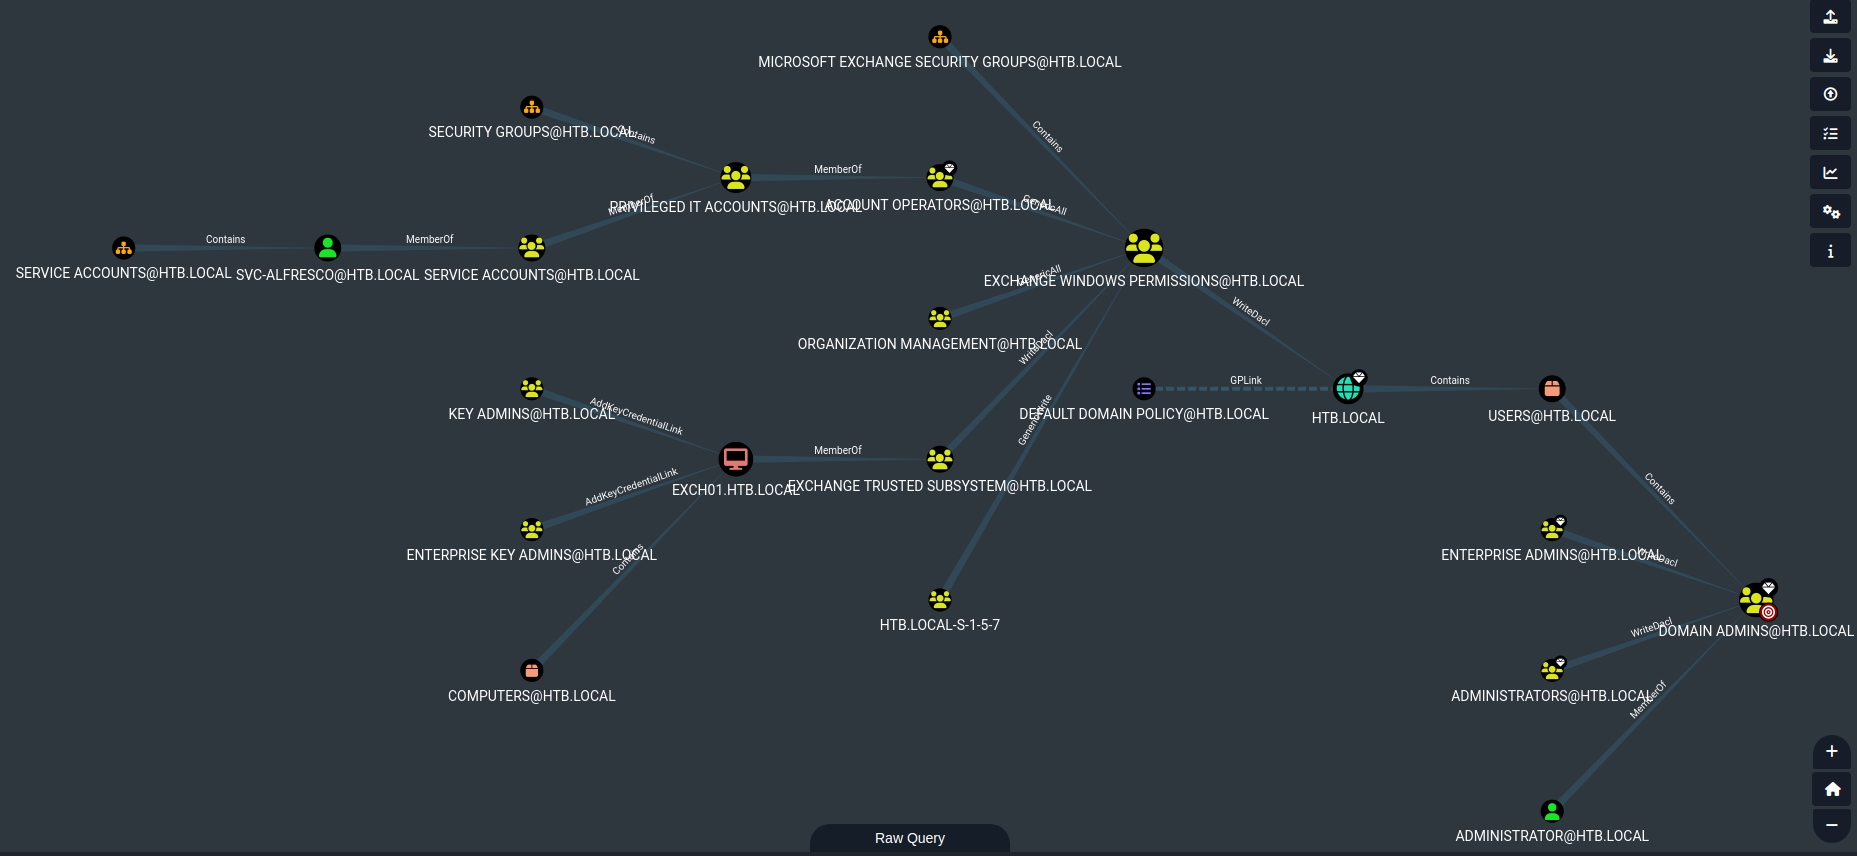 MICROSOFT EXCHANGE SECURITY GROUPS@HTB.LOCAL
Contains
SECURITY GROUPS@HTB.LOCAL
Contains
MemberOf
PRIVILEGED IT ACCOUNTS@HTB.LOCAL
ACCOUNT OPERATORS@HTB.LOCAL
GenericAll
MemberOf
Contains
MemberOf
SERVICE ACCOUNTS@HTB.LOCAL
SVC-ALFRESCO@HTB.LOCAL
SERVICE ACCOUNTS@HTB.LOCAL
EXCHANGE WINDOWS PERMISSIONS@HTB.LOCAL
GenericAll
WriteDacl
ORGANIZATION MANAGEMENT@HTB.LOCAL
WriteDacl
GPLink
Contains
KEY ADMINS@HTB.LOCAL
AddKeyCredentialLink
DEFAULT DOMAIN POLICY@HTB.LOCAL
HTB.LOCAL
USERS@HTB.LOCAL
GenericWrite
MemberOf
EXCH01.HTB.LOCAL
EXCHANGE TRUSTED SUBSYSTEM@HTB.LOCAL
AddKeyCredentialLink
Contains
ENTERPRISE KEY ADMINS@HTB.LOCAL
Contains
ENTERPRISE ADMINS@HTB.LOCAL
WriteDacl
HTB.LOCAL-S-1-5-7
WriteDacl
DOMAIN ADMINS@HTB.LOCAL
COMPUTERS@HTB.LOCAL
ADMINISTRATORS@HTB.LOCAL
MemberOf
ADMINISTRATOR@HTB.LOCAL
Raw Query